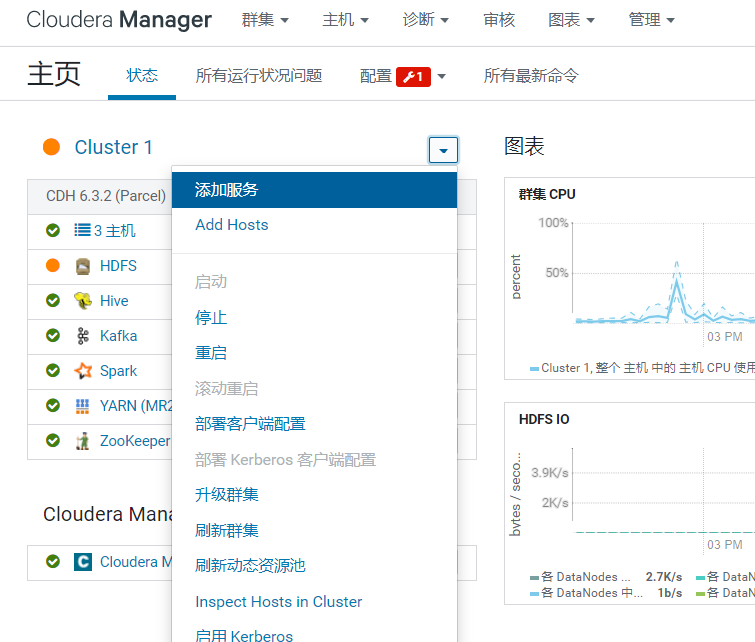 Cloudera Manager 群集 主机 诊断 审核 图表 管理
主页 状态 所有运行状况问题 配置 1 所有最新命令
Cluster 1
CDH 6.3.2 (Parcel)
3 主机
HDFS
Hive
Kafka
Spark
YARN (MR2
ZooKeeper
Cloudera Mana
Cloudera M
添加服务
Add Hosts
启动
停止
重启
滚动重启
部署客户端配置
部署 Kerberos 客户端配置
升级群集
刷新群集
刷新动态资源池
Inspect Hosts in Cluster
启用 Kerberos
图表
群集 CPU
percent
100%
50%
03 PM
Cluster 1, 整个 主机 中的 主机 CPU 使用
HDFS IO
bytes / seco...
3.9K/s
2K/s
03 PM
各 DataNodes ... 2.7K/s 各 DataN
各 DataNodes 中... 1b/s 各 DataN